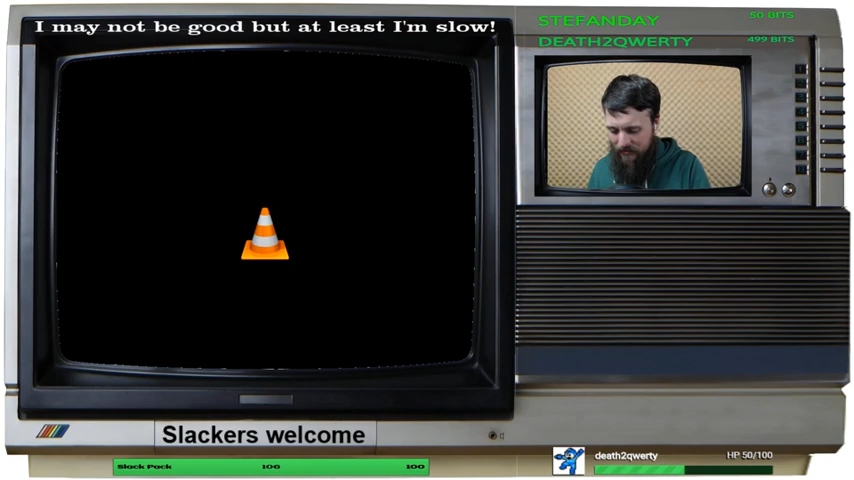 I may not be good but at least I'm slow!
STEFANDAY 50 BITS
DEATH2QWERTY 499 BITS
Slackers welcome
Slack Pack 106 100
death2qwerty HP 50/100